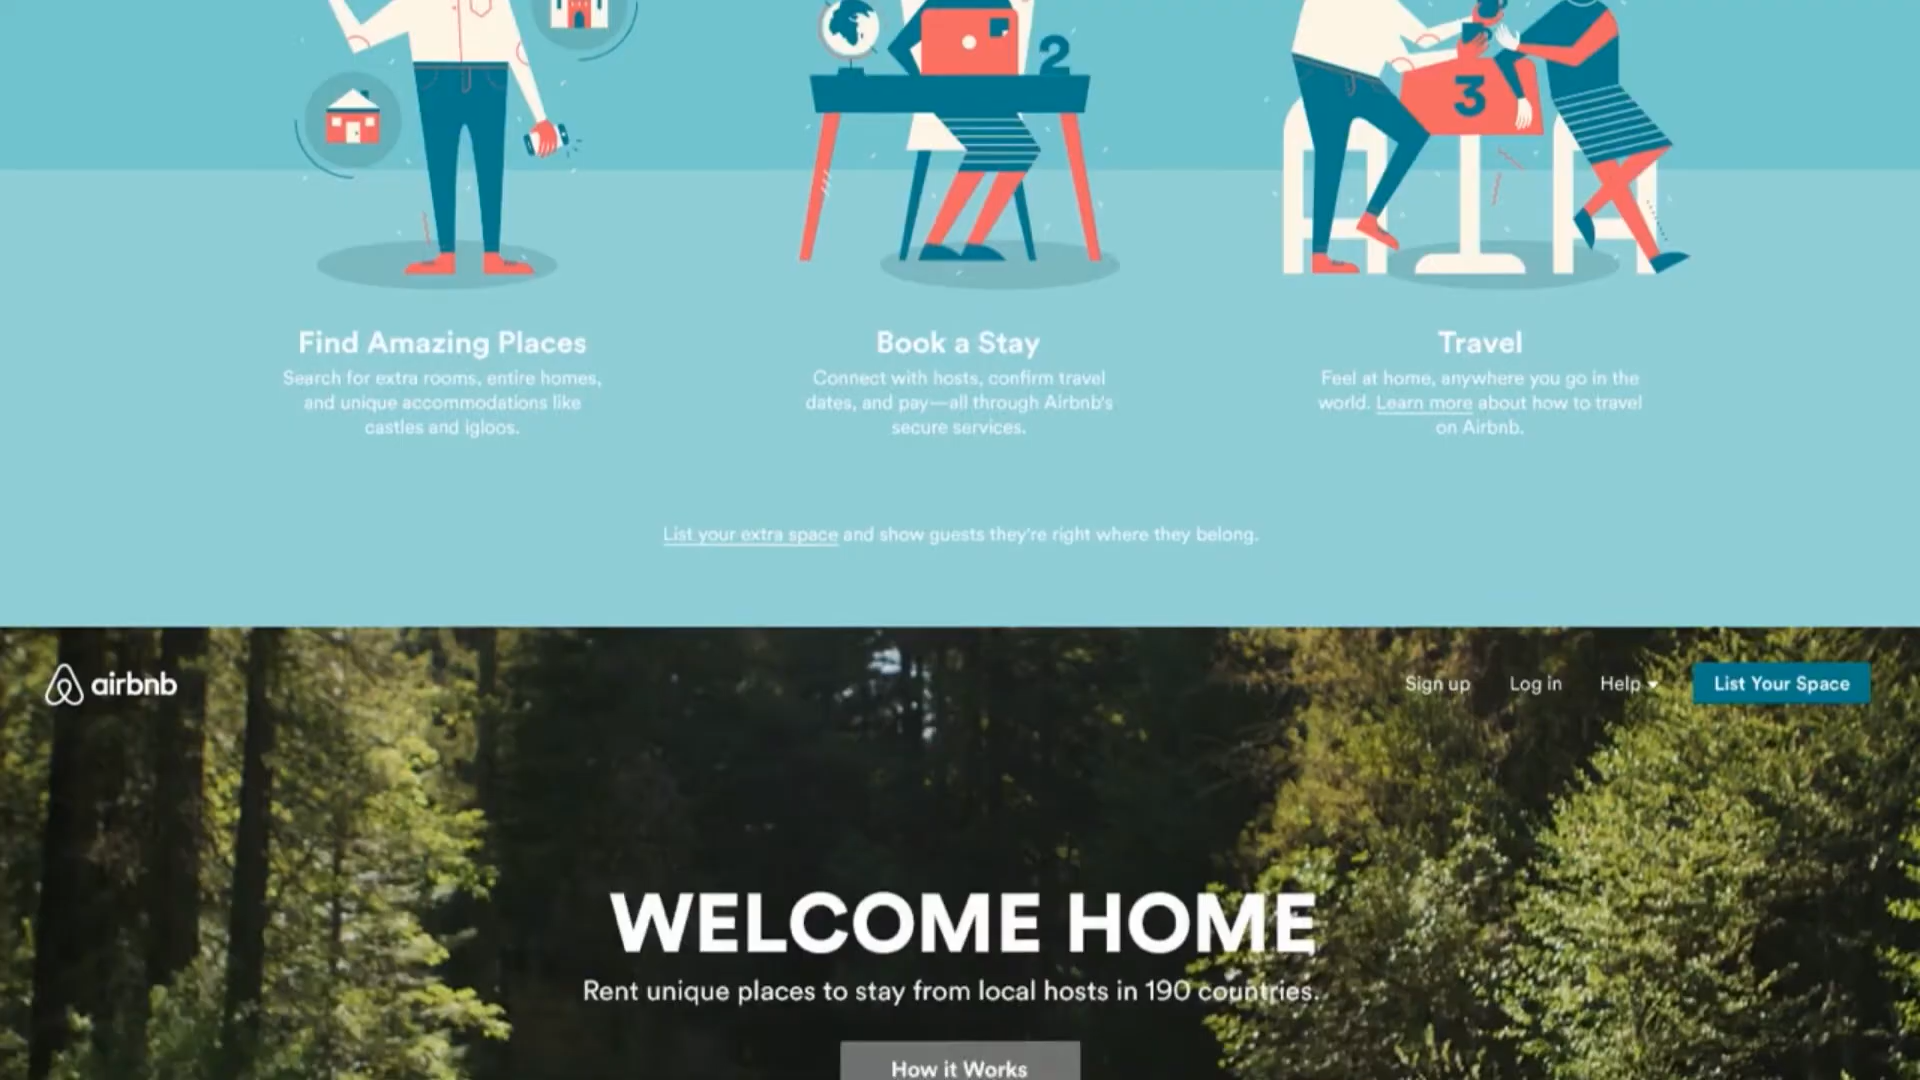 2
3
Find Amazing Places
Search for extra rooms, entire homes,
and unique accommodations like
castles and igloos.
Book a Stay
Connect with hosts, confirm travel
dates, and pay—all through Airbnb's
secure services.
Travel
Feel at home, anywhere you go in the
world. Learn more about how to travel
on Airbnb.
List your extra space and show guests they're right where they belong.
airbnb
Sign up
Log in
Help
List Your Space
WELCOME HOME
Rent unique places to stay from local hosts in 190 countries.
How it Works